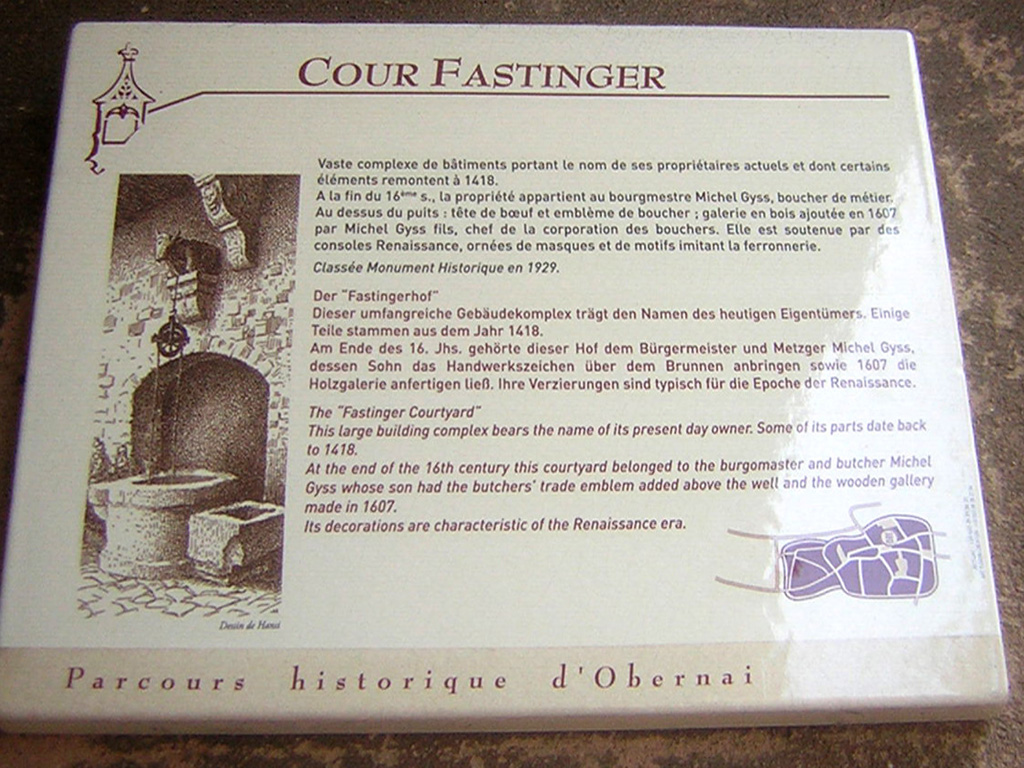 COUR FASTINGER
Vaste complexe de bâtiments portant le nom de ses propriétaires actuels et dont certains
éléments remontent à 1418.
A la fin du 16ème s., la propriété appartient au bourgmestre Michel Gyss, boucher de métier.
Au dessus du puits : tête de bœuf et emblème de boucher ; galerie en bois ajoutée en 1607
par Michel Gyss fils, chef de la corporation des bouchers. Elle est soutenue par des
consoles Renaissance, ornées de masques et de motifs imitant la ferronnerie.
Classée Monument Historique en 1929.
Der "Fastingerhof"
Dieser umfangreiche Gebäudekomplex trägt den Namen des heutigen Eigentümers. Einige
Teile stammen aus dem Jahr 1418.
Am Ende des 16. Jhs. gehörte dieser Hof dem Bürgermeister und Metzger Michel Gyss,
dessen Sohn das Handwerkszeichen über dem Brunnen anbringen sowie 1607 die
Holzgalerie anfertigen ließ. Ihre Verzierungen sind typisch für die Epoche der Renaissance.
The "Fastinger Courtyard"
This large building complex bears the name of its present day owner. Some of its parts date back
to 1418.
At the end of the 16th century this courtyard belonged to the burgomaster and butcher Michel
Gyss whose son had the butchers' trade emblem added above the well and the wooden gallery
made in 1607.
Its decorations are characteristic of the Renaissance era.
Dessin de Hansi
Parcours historique d'Obernai